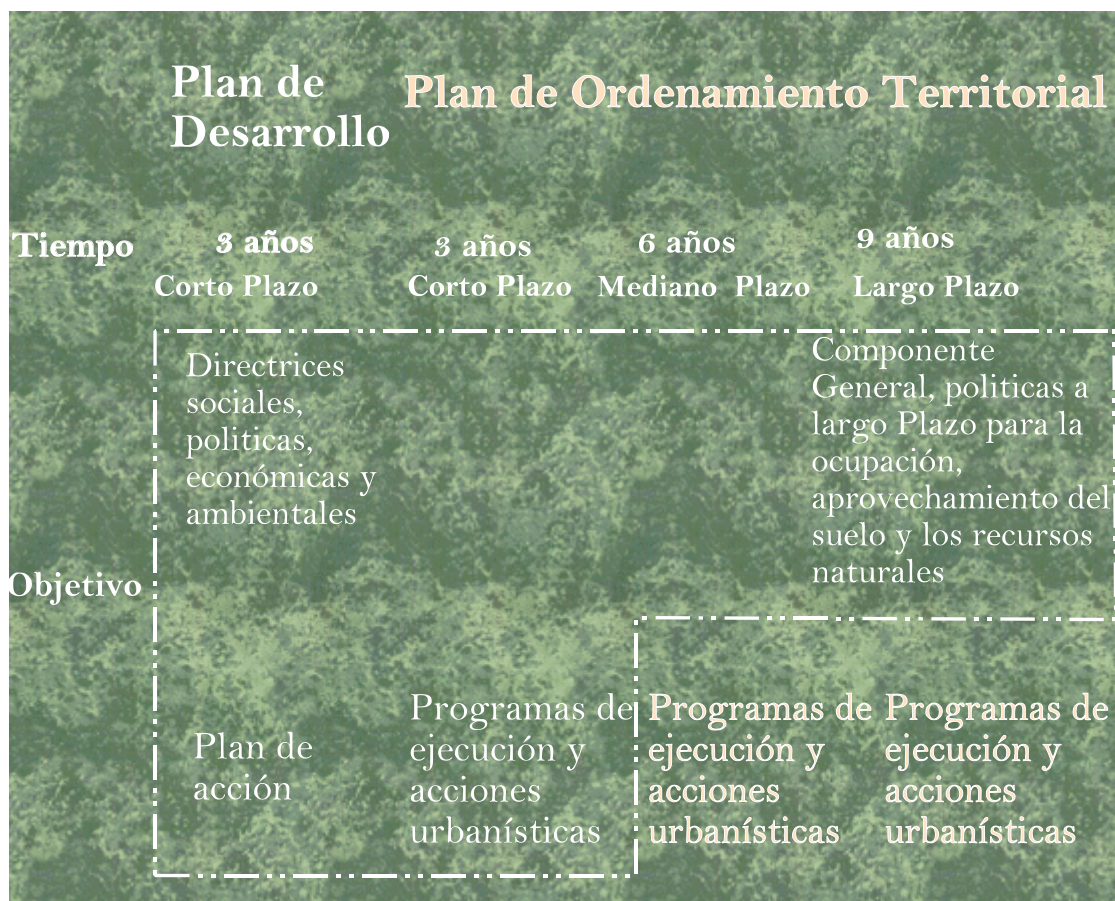 Plan de
Desarrollo
Plan de Ordenamiento Territorial
Tiempo
3 años
3 años
6 años
9 años
Corto Plazo
Corto Plazo
Mediano Plazo
Largo Plazo
Directrices
sociales,
politicas,
económicas y
ambientales
Componente
General, politicas a
largo Plazo para la
ocupación,
aprovechamiento del
suelo y los recursos
naturales
Objetivo
Plan de
acción
Programas de
ejecución y
acciones
urbanísticas
Programas de
ejecución y
acciones
urbanísticas
Programas de
ejecución y
acciones
urbanísticas